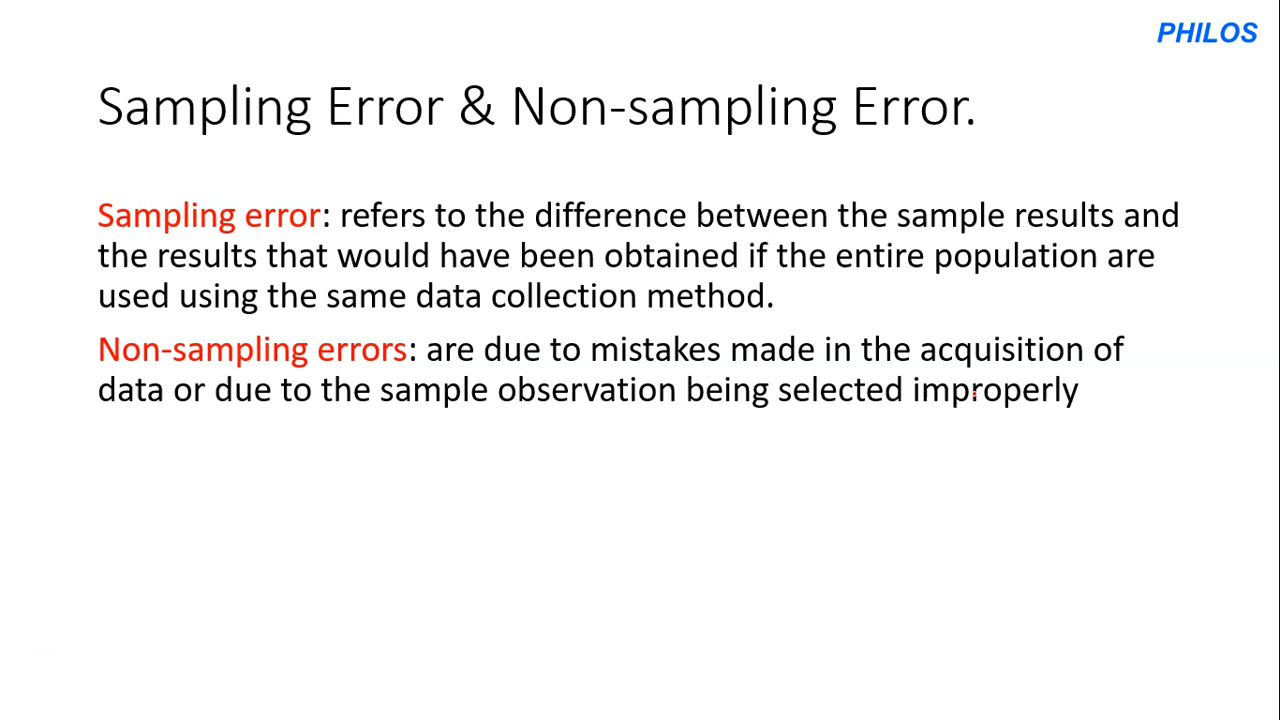 PHILOS
Sampling Error & Non-sampling Error.
Sampling error: refers to the difference between the sample results and
the results that would have been obtained if the entire population are
used using the same data collection method.
Non-sampling errors: are due to mistakes made in the acquisition of
data or due to the sample observation being selected improperly